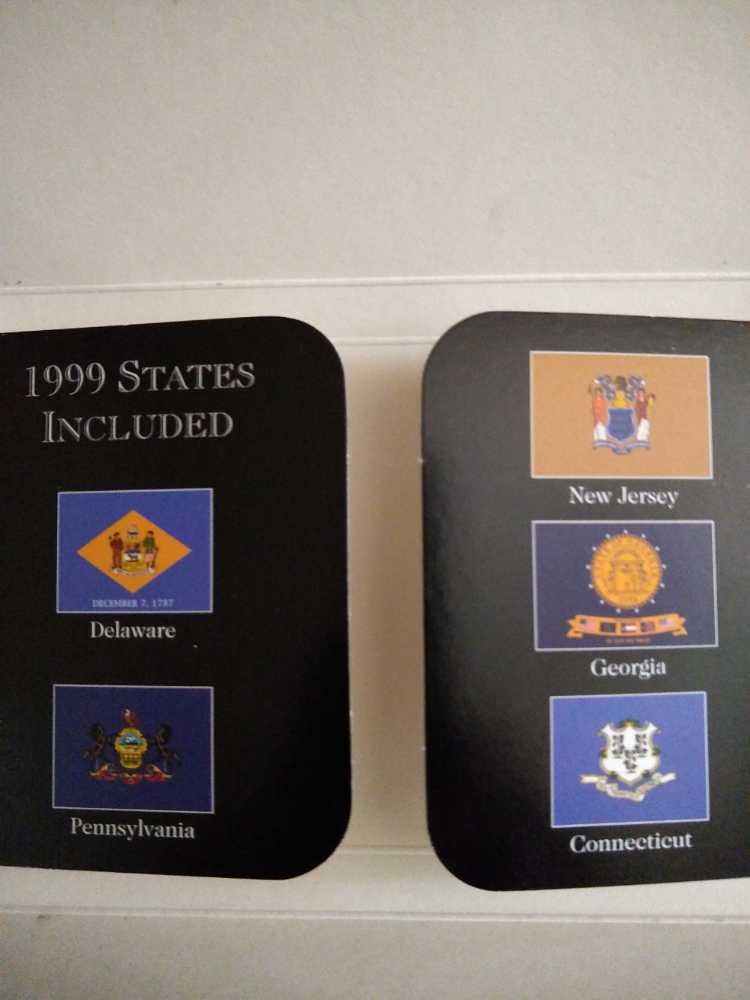 1999 STATES
INCLUDED
DECEMBER 7, 1787
Delaware
Pennsylvania
New Jersey
Georgia
Connecticut